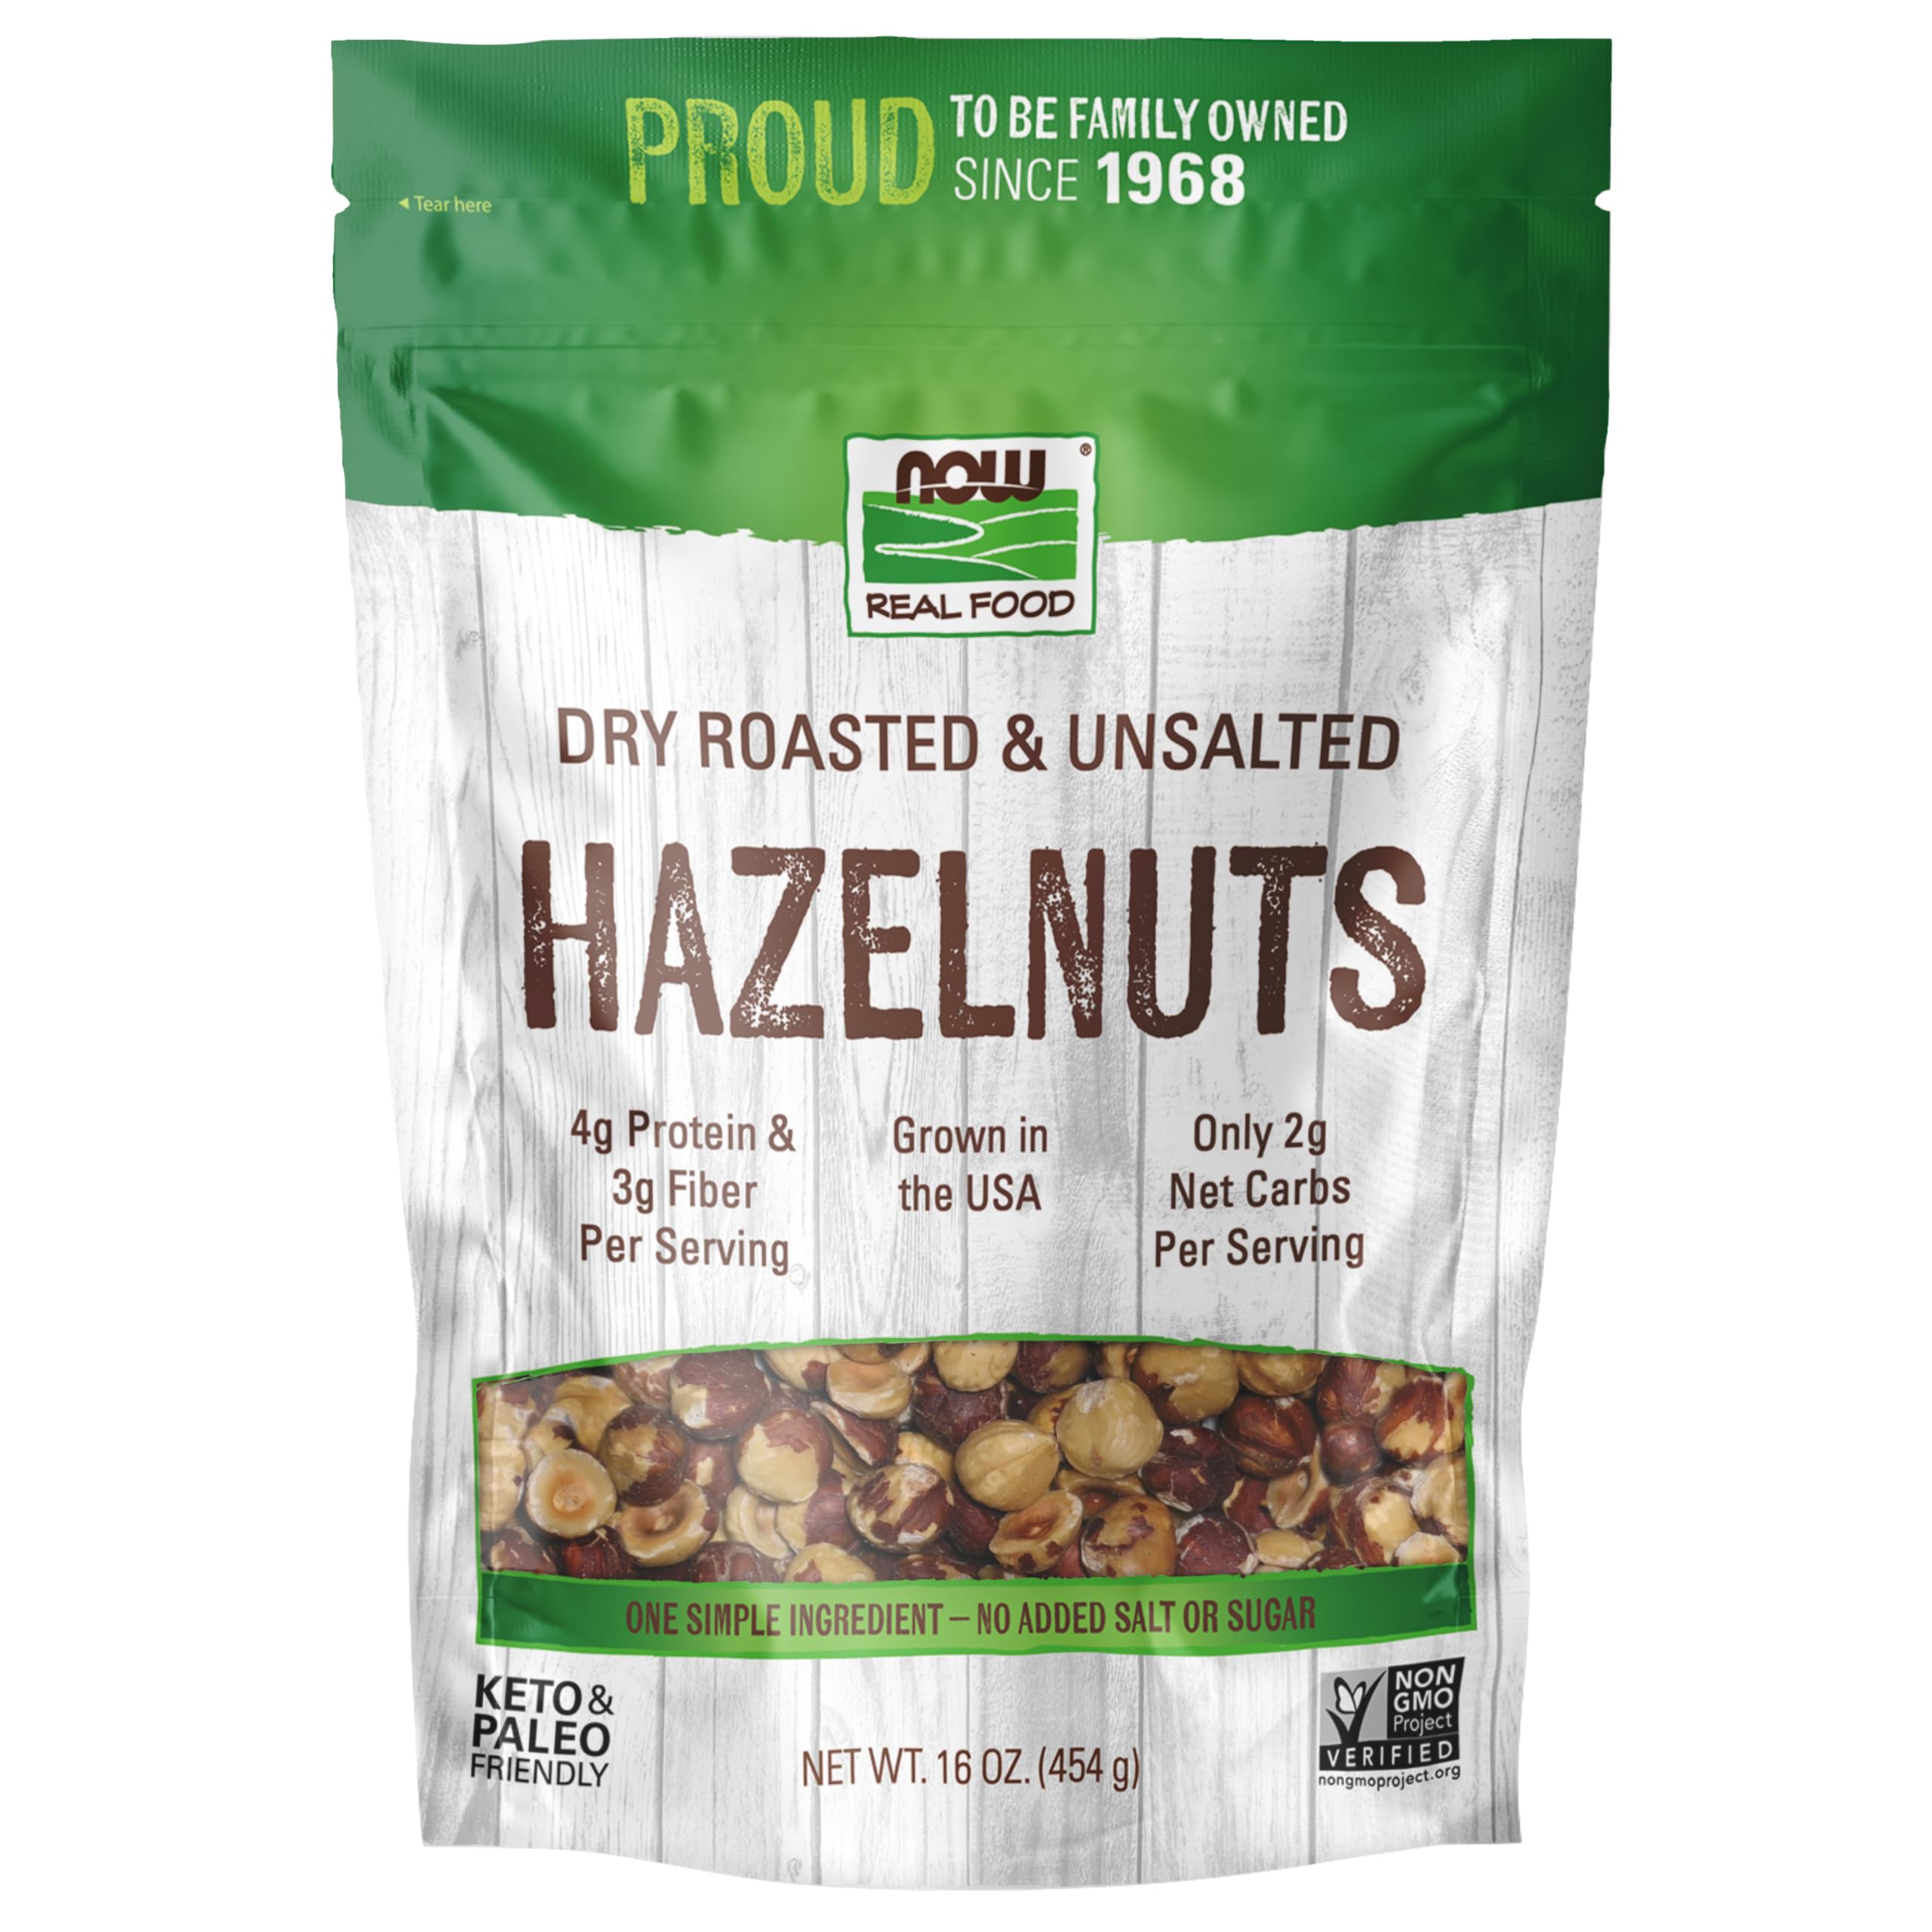 PROUD TO BE FAMILY OWNED
SINCE 1968
Tear here
now®
REAL FOOD
DRY ROASTED & UNSALTED
HAZELNUTS
4g Protein &
3g Fiber
Per Serving
Grown in
the USA
Only 2g
Net Carbs
Per Serving
ONE SIMPLE INGREDIENT – NO ADDED SALT OR SUGAR
KETO &
PALEO
FRIENDLY
NET WT. 16 OZ. (454 g)
NON
GMO
Project
VERIFIED
nongmoproject.org